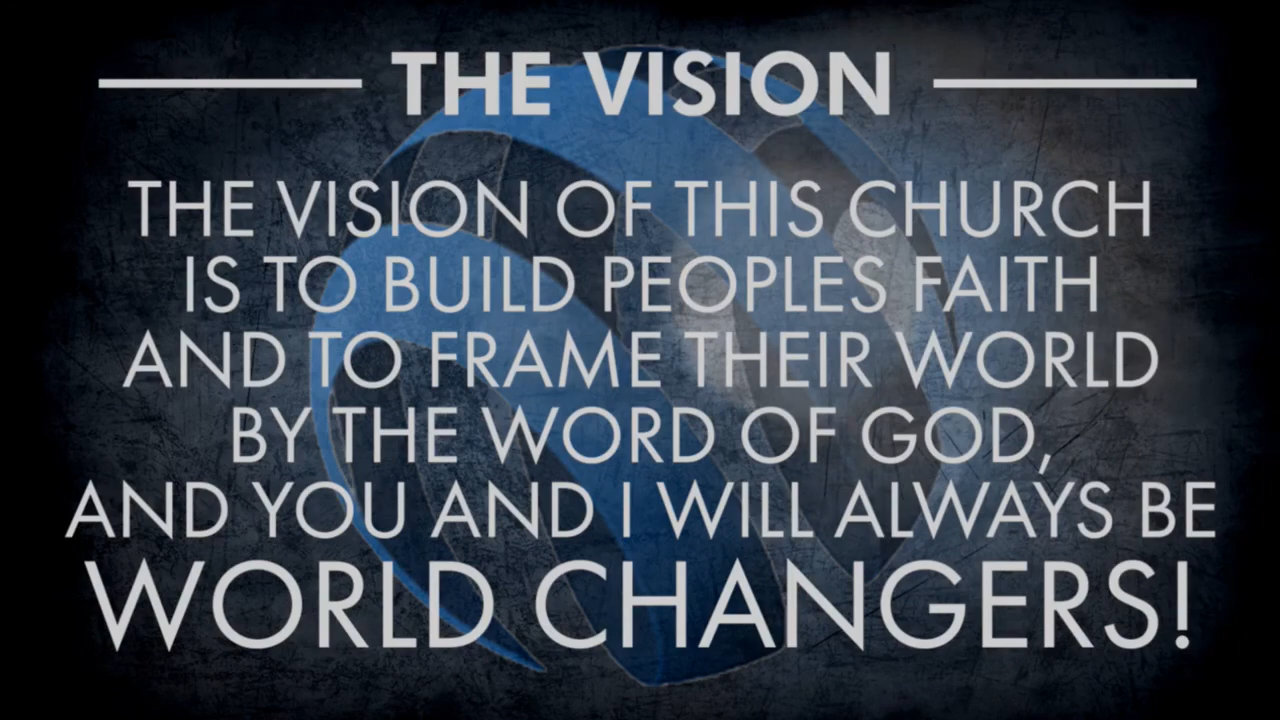 THE VISION
THE VISION OF THIS CHURCH
IS TO BUILD PEOPLES FAITH
AND TO FRAME THEIR WORLD
BY THE WORD OF GOD,
AND YOU AND I WILL ALWAYS BE
WORLD CHANGERS!